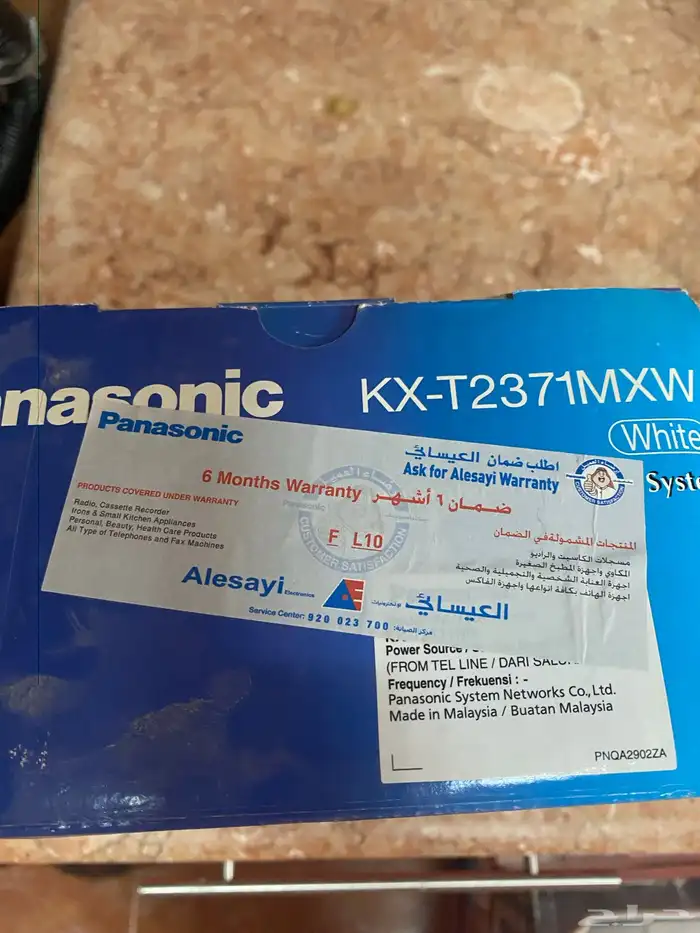 nasonic
KX-T2371MXW
White
Syste
Panasonic
اطلب ضمان العيسائي
Ask for Alesayi Warranty
6 Months Warranty ضمان ٦ أشهر
Panasonic
CUSTOMER SATISFACTION
F L10
PRODUCTS COVERED UNDER WARRANTY
Radio, Cassette Recorder
Irons & Small Kitchen Appliances
Personal, Beauty, Health Care Products
All Type of Telephones and Fax Machines
المنتجات المشمولة في الضمان
مسجلات الكاسيت والراديو
المكاوي واجهزة المطبخ الصغيرة
اجهزة العناية الشخصية والتجميلية والصحية
اجهزة الهاتف بكافة انواعها واجهزة الفاكس
Alesayi Electronics
العيسائي للإلكترونيات
Service Center: 920 023 700 مركز الصيانة:
Power Source /
(FROM TEL LINE / DARI
Frequency / Frekuensi : -
Panasonic System Networks Co., Ltd.
Made in Malaysia / Buatan Malaysia
PNQA2902ZA
حراج